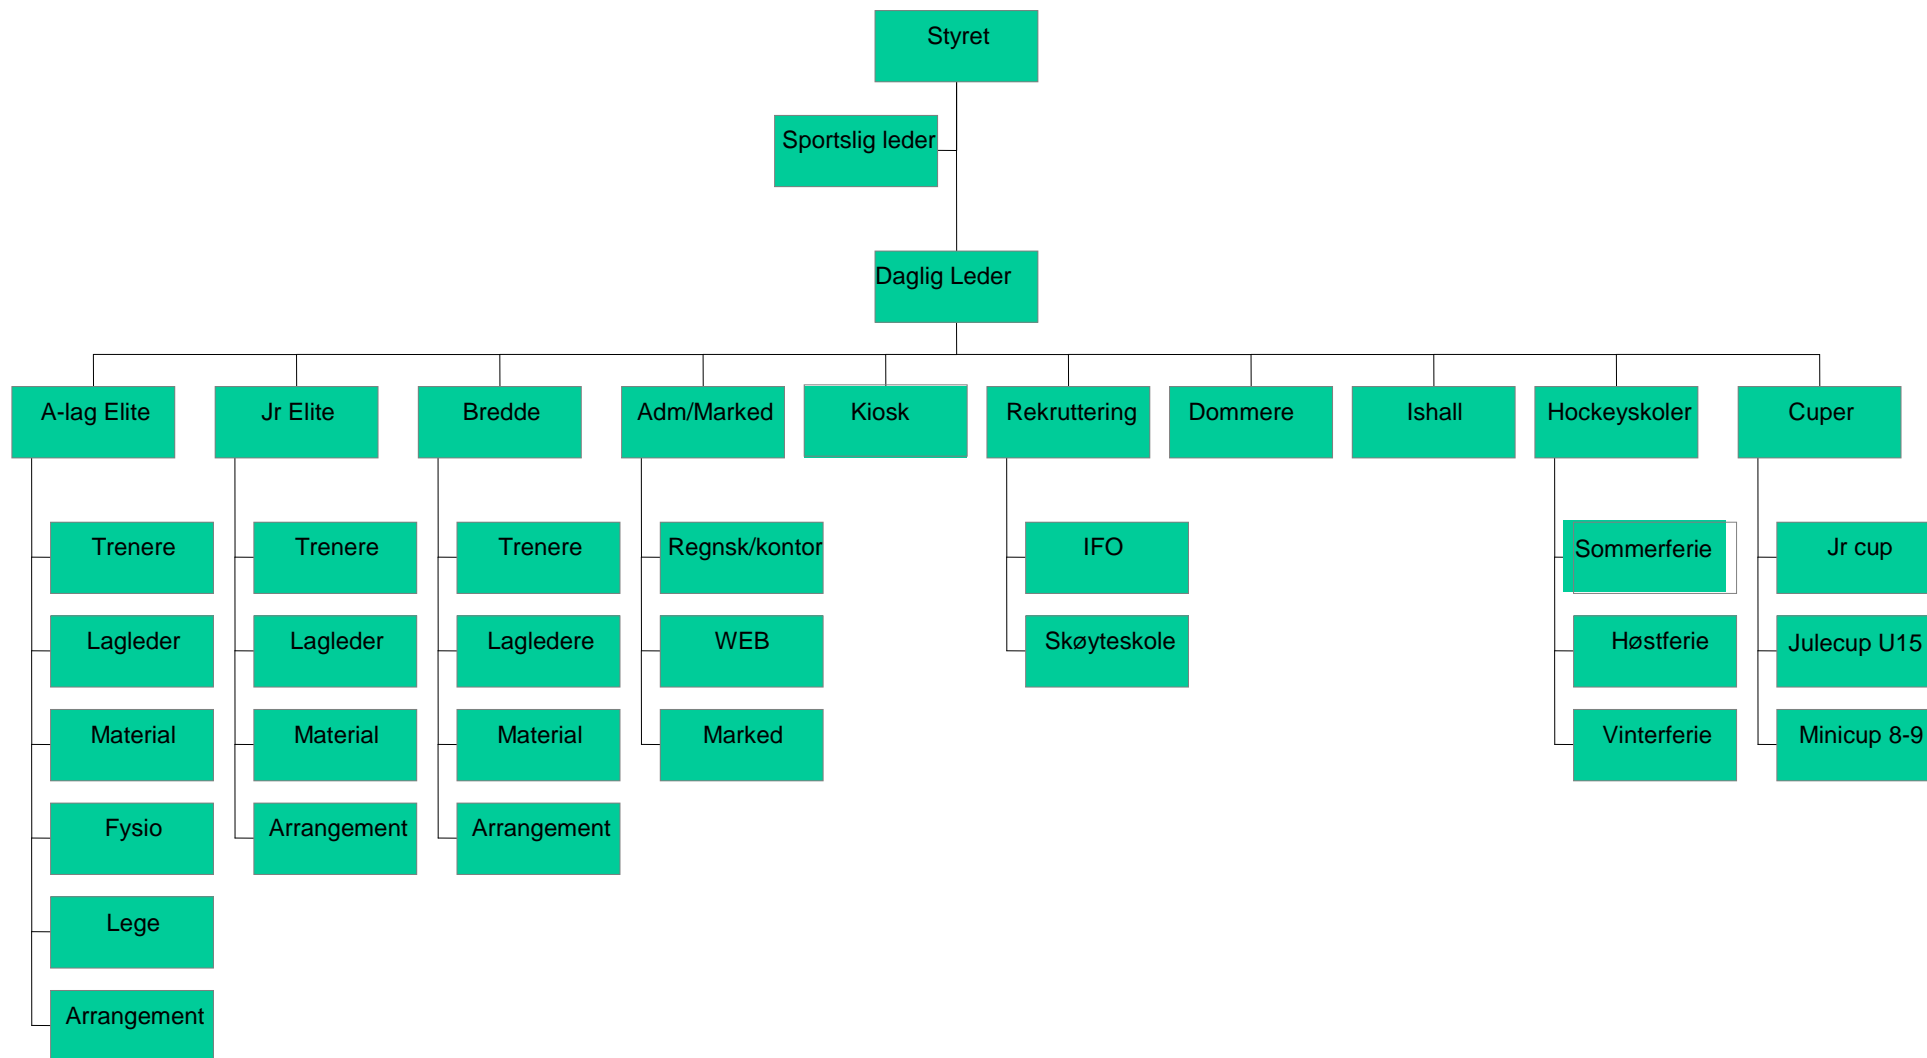 Styret
Sportslig leder
Daglig Leder
A-lag Elite
Jr Elite
Bredde
Adm/Marked
Kiosk
Rekruttering
Dommere
Ishall
Hockeyskoler
Cuper
Trenere
Trenere
Trenere
Regnsk/kontor
IFO
Sommerferie
Jr cup
Lagleder
Lagleder
Lagledere
WEB
Skøyteskole
Høstferie
Julecup U15
Material
Material
Material
Marked
Vinterferie
Minicup 8-9
Fysio
Arrangement
Arrangement
Lege
Arrangement